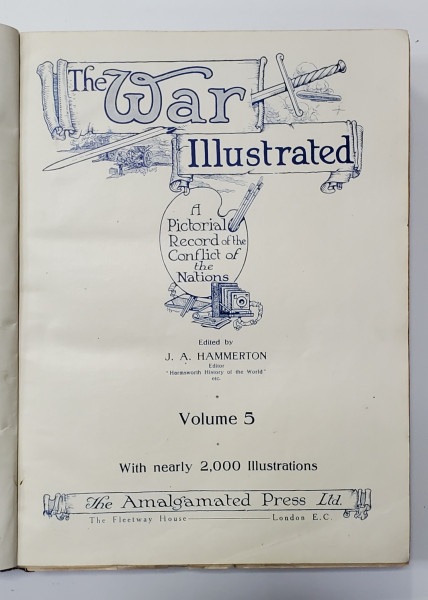 The War
Illustrated
A
Pictorial
Record of the
Conflict of
the
Nations
Edited by
J. A. HAMMERTON
Editor
"Harmsworth History of the World"
etc.
Volume 5
With nearly 2,000 Illustrations
The Amalgamated Press Ltd.
The Fleetway House London E.C.